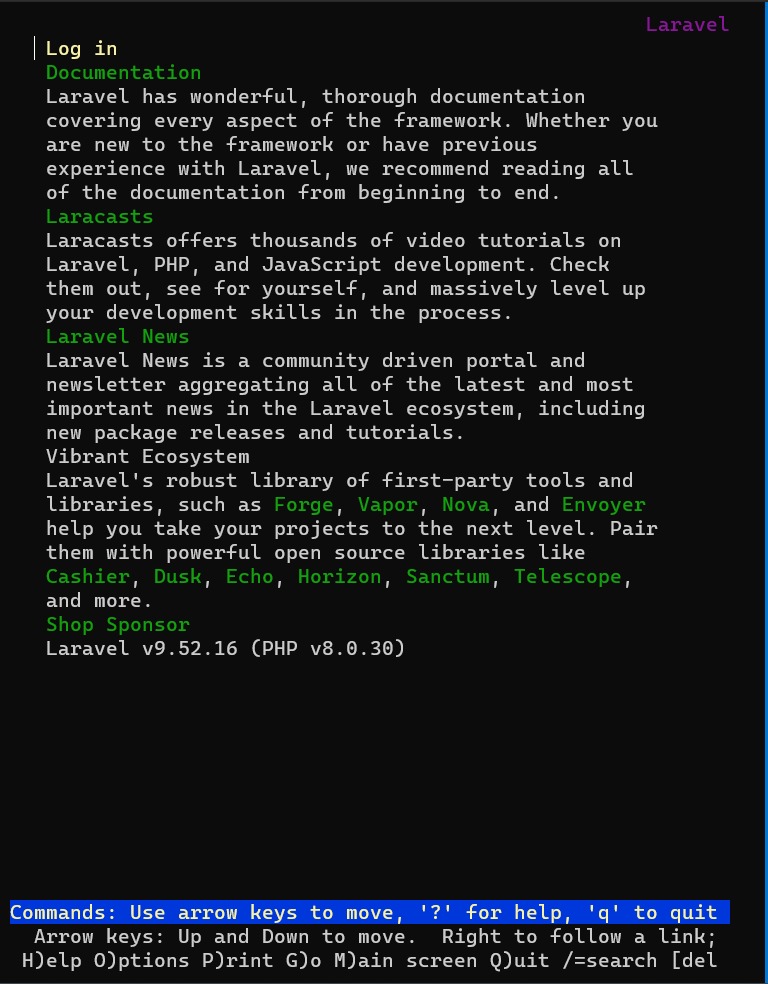 Laravel
Log in
Documentation
Laravel has wonderful, thorough documentation
covering every aspect of the framework. Whether you
are new to the framework or have previous
experience with Laravel, we recommend reading all
of the documentation from beginning to end.
Laracasts
Laracasts offers thousands of video tutorials on
Laravel, PHP, and JavaScript development. Check
them out, see for yourself, and massively level up
your development skills in the process.
Laravel News
Laravel News is a community driven portal and
newsletter aggregating all of the latest and most
important news in the Laravel ecosystem, including
new package releases and tutorials.
Vibrant Ecosystem
Laravel's robust library of first-party tools and
libraries, such as Forge, Vapor, Nova, and Envoyer
help you take your projects to the next level. Pair
them with powerful open source libraries like
Cashier, Dusk, Echo, Horizon, Sanctum, Telescope,
and more.
Shop Sponsor
Laravel v9.52.16 (PHP v8.0.30)
Commands: Use arrow keys to move, '?' for help, 'q' to quit
Arrow keys: Up and Down to move.  Right to follow a link;
H)elp O)ptions P)rint G)o M)ain screen Q)uit /=search [del